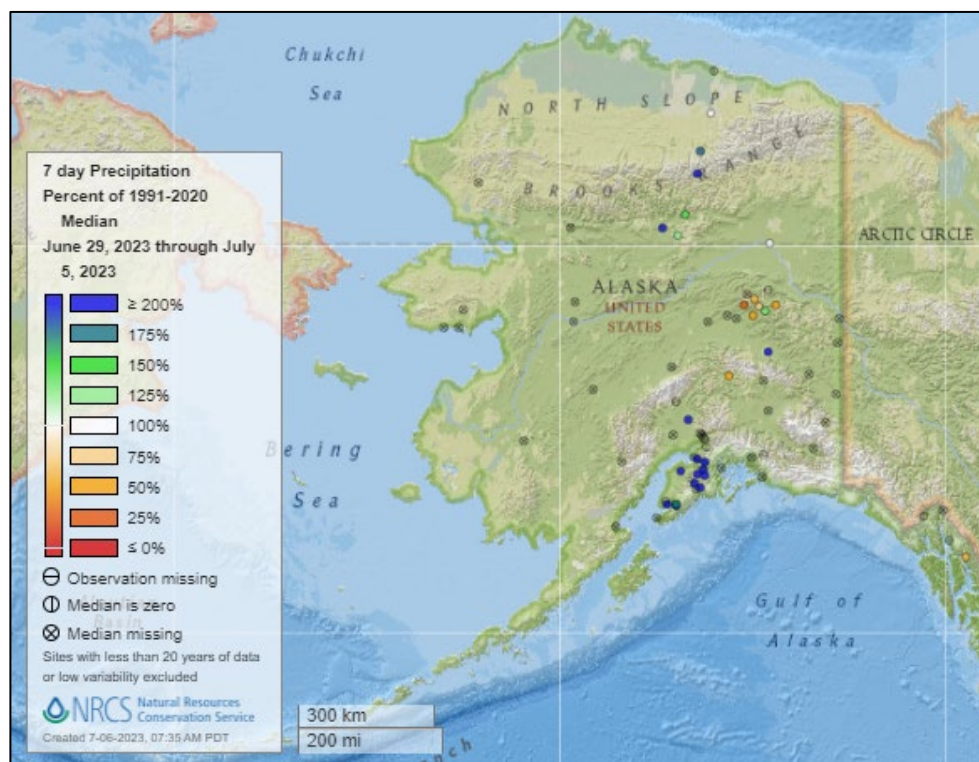 Chukchi
Sea
NORTH SLOPE
BROOKS RANGE
ARCTIC CIRCLE
ALASKA
UNITED
STATES
Bering
Sea
Gulf of
Alaska
7 day Precipitation
Percent of 1991-2020
Median
June 29, 2023 through July
5, 2023
≥ 200%
175%
150%
125%
100%
75%
50%
25%
≤ 0%
Observation missing
Median is zero
Median missing
Sites with less than 20 years of data
or low variability excluded
NRCS Natural Resources
Conservation Service
Created 7-06-2023, 07:35 AM PDT
300 km
200 mi